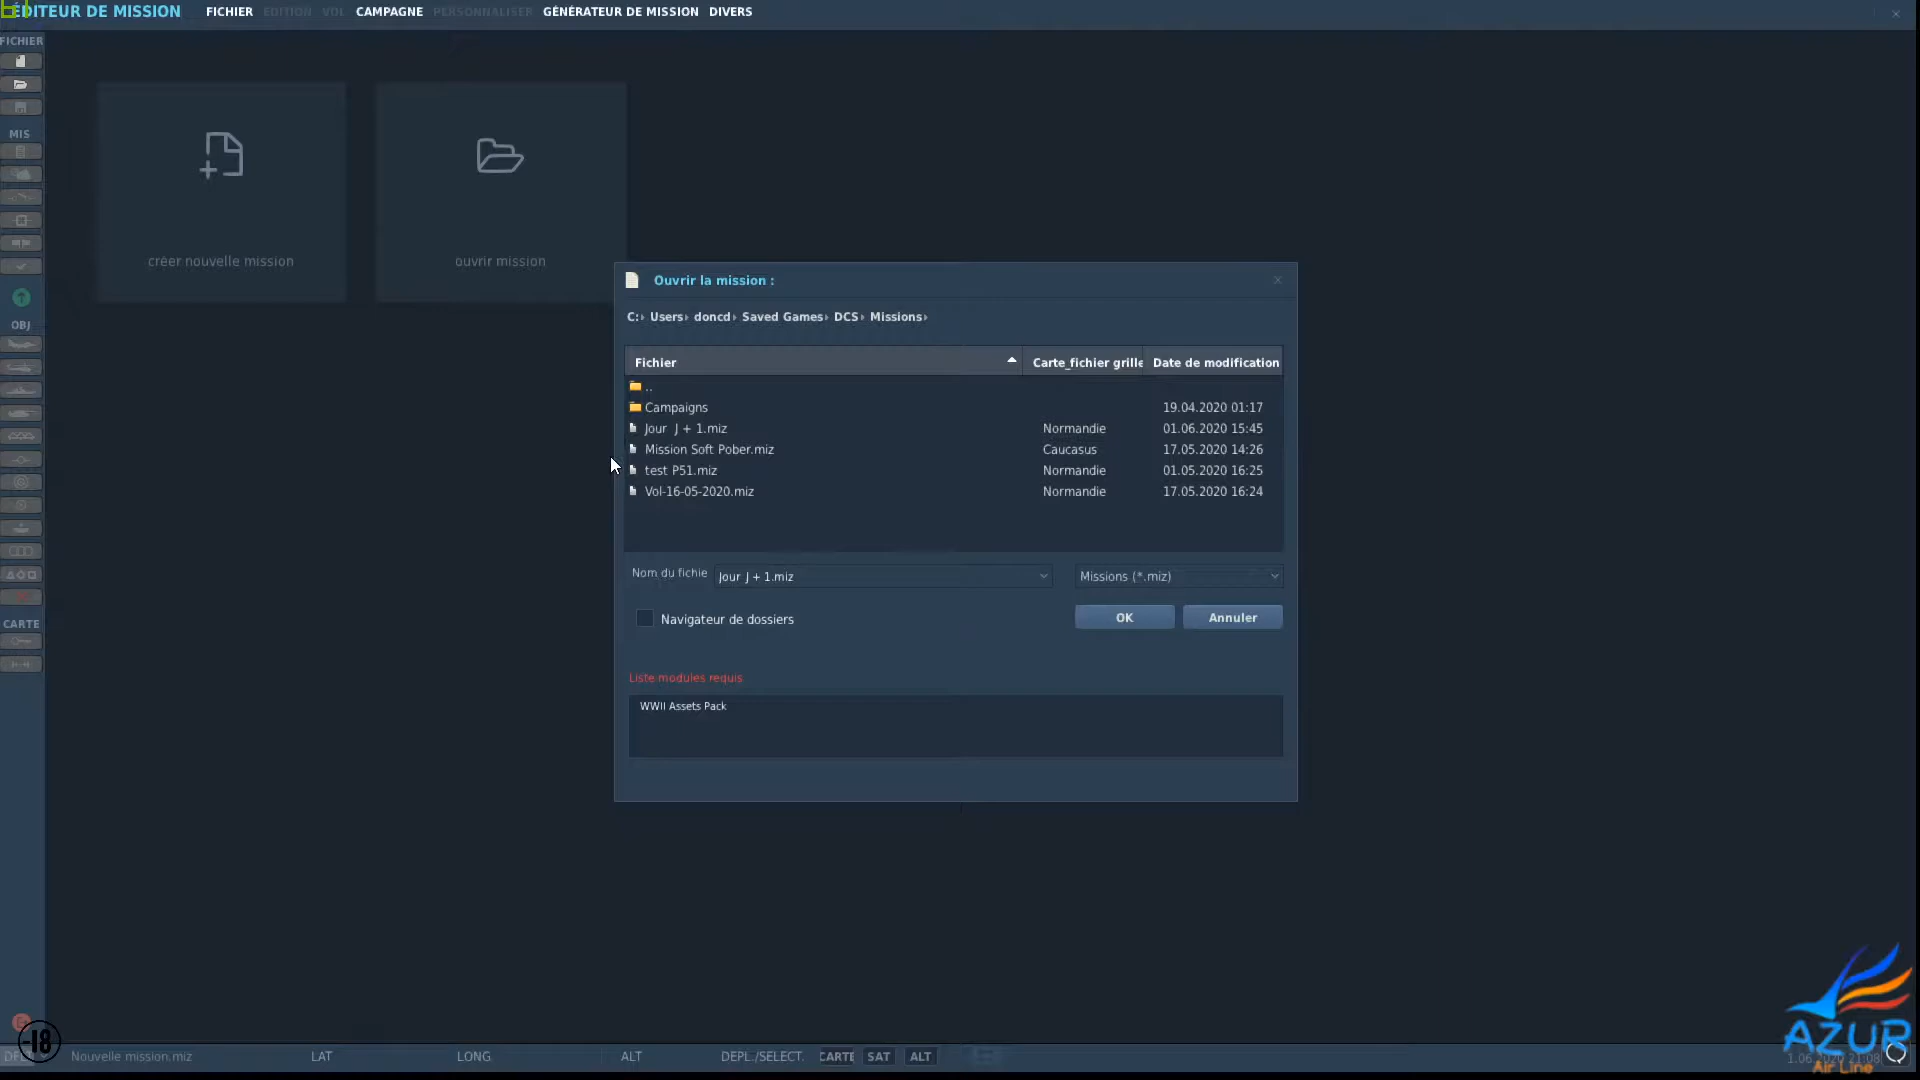 ÉDITEUR DE MISSION FICHIER EDITION VOL CAMPAGNE PERSONNALISER GÉNÉRATEUR DE MISSION DIVERS
FICHIER
MIS
OBJ
CARTE
créer nouvelle mission
ouvrir mission
Ouvrir la mission :
C: Users doncd Saved Games DCS Missions
Fichier Carte_fichier grille Date de modification
..
Campaigns 19.04.2020 01:17
Jour J + 1.miz Normandie 01.06.2020 15:45
Mission Soft Pober.miz Caucasus 17.05.2020 14:26
test P51.miz Normandie 01.05.2020 16:25
Vol-16-05-2020.miz Normandie 17.05.2020 16:24
Nom du fichie Jour J + 1.miz Missions (*.miz)
Navigateur de dossiers OK Annuler
Liste modules requis
WWII Assets Pack
-18
Nouvelle mission.miz LAT LONG ALT DEPL./SELECT. CARTE SAT ALT
AZUR
Air Line